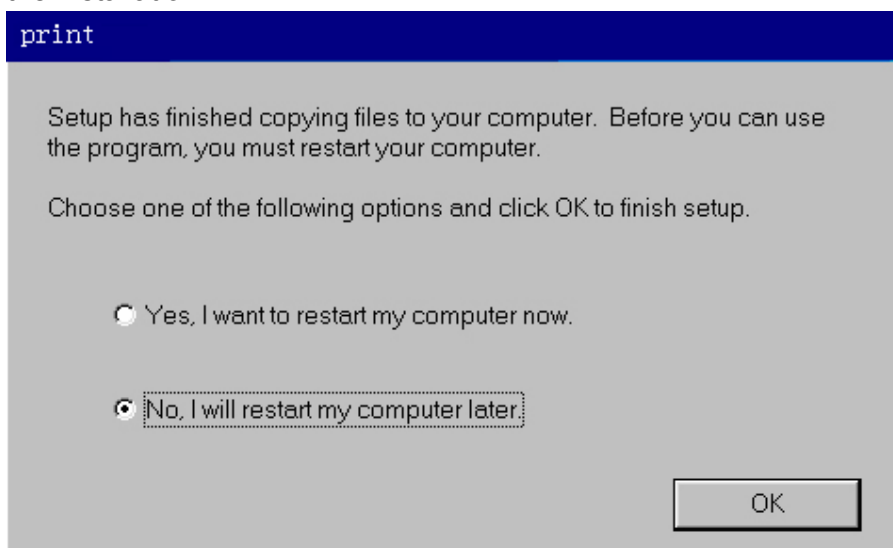 print
Setup has finished copying files to your computer. Before you can use
the program, you must restart your computer.
Choose one of the following options and click OK to finish setup.
Yes, I want to restart my computer now.
No, I will restart my computer later.
OK